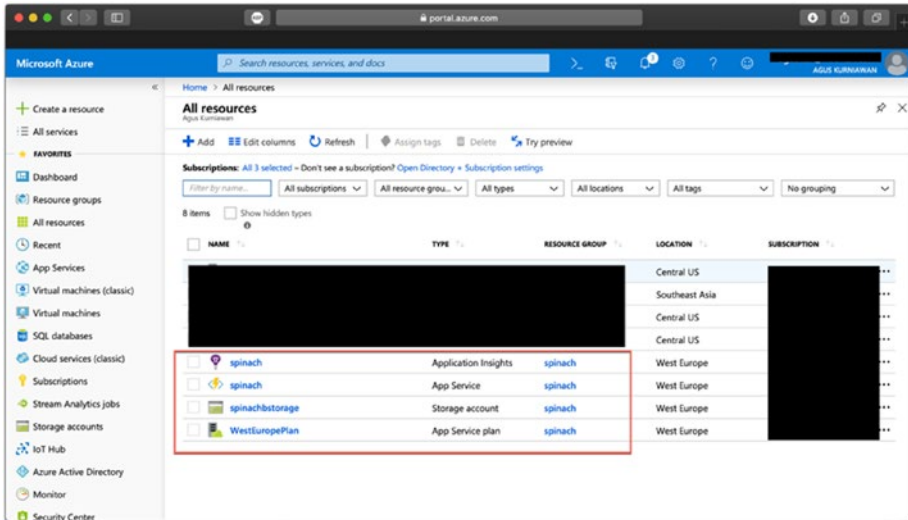 portal.azure.com
Microsoft Azure
Search resources, services, and docs
AGUS KURNIAWAN
Home > All resources
All resources
Agus Kurniawan
Create a resource
All services
FAVORITES
Dashboard
Resource groups
All resources
Recent
App Services
Virtual machines (classic)
Virtual machines
SQL databases
Cloud services (classic)
Subscriptions
Stream Analytics jobs
Storage accounts
IoT Hub
Azure Active Directory
Monitor
Security Center
Add Edit columns Refresh Assign tags Delete Try preview
Subscriptions: All 3 selected – Don't see a subscription? Open Directory + Subscription settings
Filter by name... All subscriptions All resource grou... All types All locations All tags No grouping
8 items Show hidden types
NAME TYPE RESOURCE GROUP LOCATION SUBSCRIPTION
Central US
Southeast Asia
Central US
Central US
spinach Application Insights spinach West Europe
spinach App Service spinach West Europe
spinachbstorage Storage account spinach West Europe
WestEuropePlan App Service plan spinach West Europe